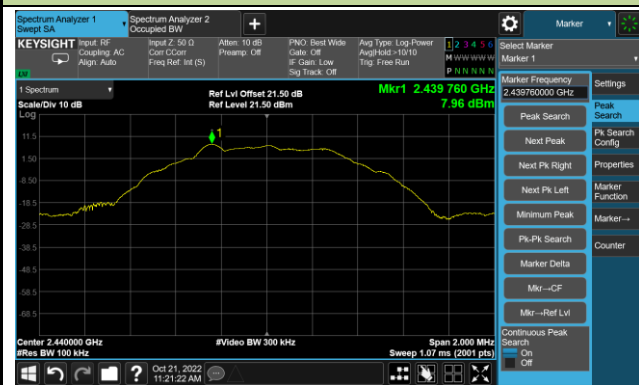 Spectrum Analyzer 1
Swept SA
Spectrum Analyzer 2
Occupied BW
+
Marker
KEYSIGHT
Input: RF
Coupling: AC
Align: Auto
Input Z: 50 Ω
Corr CCorr
Freq Ref: Int (S)
Atten: 10 dB
Preamp: Off
PNO: Best Wide
Gate: Off
IF Gain: Low
Sig Track: Off
Avg Type: Log-Power
Avg|Hold:>10/10
Trig: Free Run
1 2 3 4 5 6
M W W W W W
P N N N N N
Select Marker
Marker 1
1 Spectrum
Scale/Div 10 dB
Log
Ref Lvl Offset 21.50 dB
Ref Level 21.50 dBm
Mkr1 2.439 760 GHz
7.96 dBm
1
11.5
1.50
-8.50
-18.5
-28.5
-38.5
-48.5
-58.5
-68.5
Center 2.440000 GHz
#Res BW 100 kHz
#Video BW 300 kHz
Span 2.000 MHz
Sweep 1.07 ms (2001 pts)
Marker Frequency
2.439760000 GHz
Peak Search
Next Peak
Next Pk Right
Next Pk Left
Minimum Peak
Pk-Pk Search
Marker Delta
Mkr→CF
Mkr→Ref Lvl
Continuous Peak
Search
On
Off
Settings
Peak
Search
Pk Search
Config
Properties
Marker
Function
Marker→
Counter
?
Oct 21, 2022
11:21:22 AM